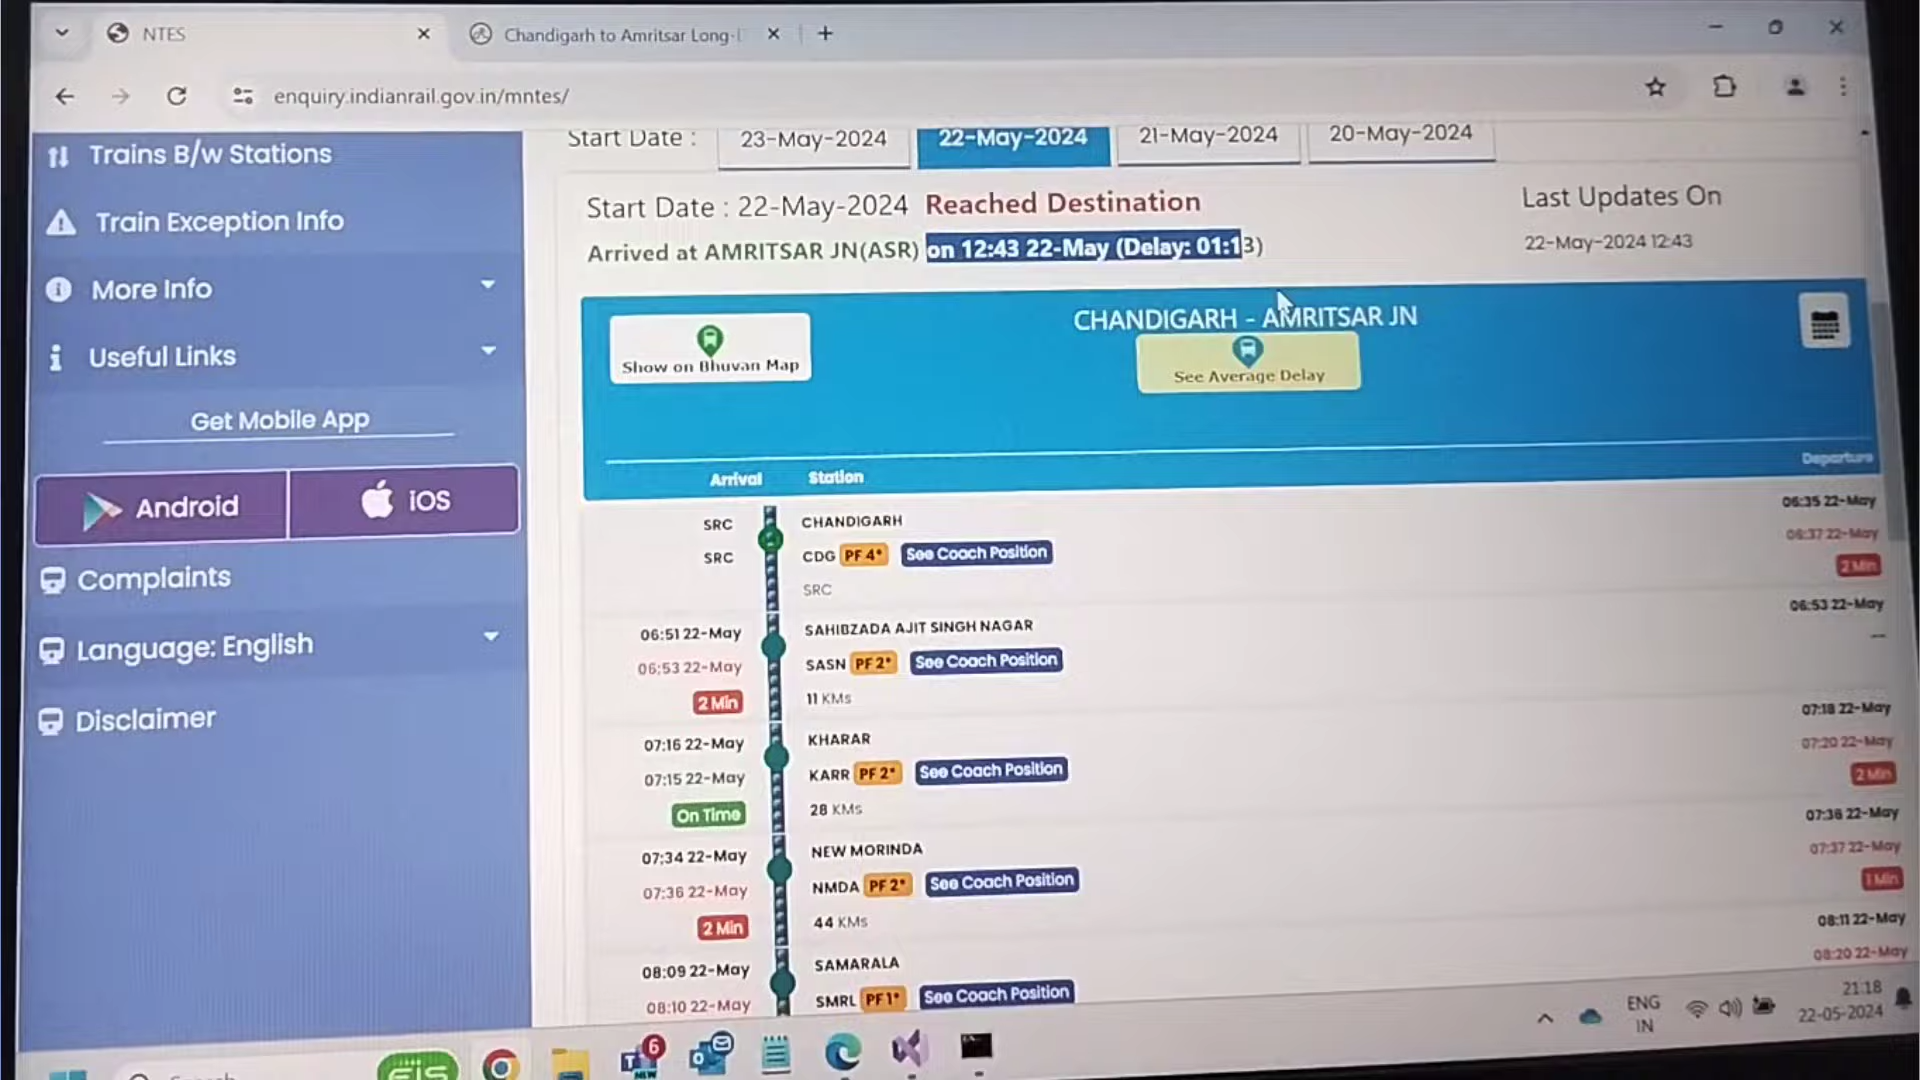 NTES
Chandigarh to Amritsar Long-
enquiry.indianrail.gov.in/mntes/
Trains B/w Stations
Train Exception Info
More Info
Useful Links
Get Mobile App
Android
iOS
Complaints
Language: English
Disclaimer
Start Date :
23-May-2024
22-May-2024
21-May-2024
20-May-2024
Start Date : 22-May-2024 Reached Destination
Arrived at AMRITSAR JN(ASR) on 12:43 22-May (Delay: 01:13)
Last Updates On
22-May-2024 12:43
Show on Bhuvan Map
CHANDIGARH - AMRITSAR JN
See Average Delay
Arrival Station Departure
SRC CHANDIGARH 06:35 22-May
SRC CDG PF 4* See Coach Position 06:37 22-May
SRC 2 Min
06:51 22-May SAHIBZADA AJIT SINGH NAGAR 06:53 22-May
06:53 22-May SASN PF 2* See Coach Position --
2 Min 11 KMs
07:16 22-May KHARAR 07:18 22-May
07:15 22-May KARR PF 2* See Coach Position 07:20 22-May
On Time 28 KMs 2 Min
07:34 22-May NEW MORINDA 07:36 22-May
07:36 22-May NMDA PF 2* See Coach Position 07:37 22-May
2 Min 44 KMs 1 Min
08:09 22-May SAMARALA 08:11 22-May
08:10 22-May SMRL PF 1* See Coach Position 08:20 22-May
ENG
IN
21:18
22-05-2024
6
NEW